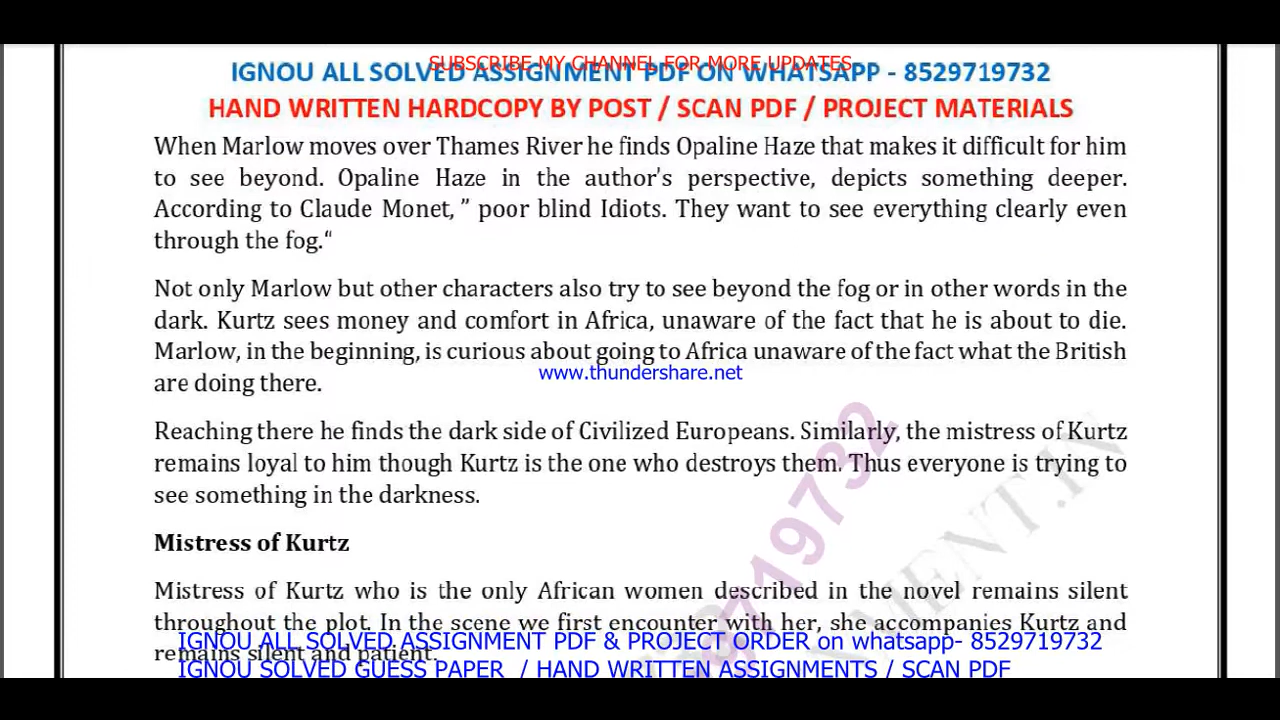 SUBSCRIBE MY CHANNEL FOR MORE UPDATES
IGNOU ALL SOLVED ASSIGNMENT PDF ON WHATSAPP - 8529719732
HAND WRITTEN HARDCOPY BY POST / SCAN PDF / PROJECT MATERIALS
When Marlow moves over Thames River he finds Opaline Haze that makes it difficult for him
to see beyond. Opaline Haze in the author's perspective, depicts something deeper.
According to Claude Monet, ” poor blind Idiots. They want to see everything clearly even
through the fog.“
Not only Marlow but other characters also try to see beyond the fog or in other words in the
dark. Kurtz sees money and comfort in Africa, unaware of the fact that he is about to die.
Marlow, in the beginning, is curious about going to Africa unaware of the fact what the British
www.thundershare.net
are doing there.
Reaching there he finds the dark side of Civilized Europeans. Similarly, the mistress of Kurtz
remains loyal to him though Kurtz is the one who destroys them. Thus everyone is trying to
see something in the darkness.
Mistress of Kurtz
Mistress of Kurtz who is the only African women described in the novel remains silent
throughout the plot. In the scene we first encounter with her, she accompanies Kurtz and
IGNOU ALL SOLVED ASSIGNMENT PDF & PROJECT ORDER on whatsapp- 8529719732
remains silent and patient.
IGNOU SOLVED GUESS PAPER / HAND WRITTEN ASSIGNMENTS / SCAN PDF
9719732
MENT.IN